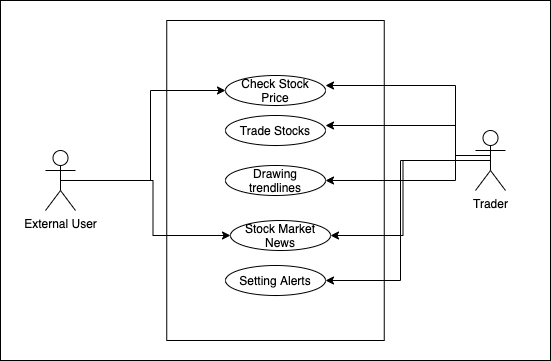 Check Stock
Price
Trade Stocks
Drawing
trendlines
Trader
External User
Stock Market
News
Setting Alerts